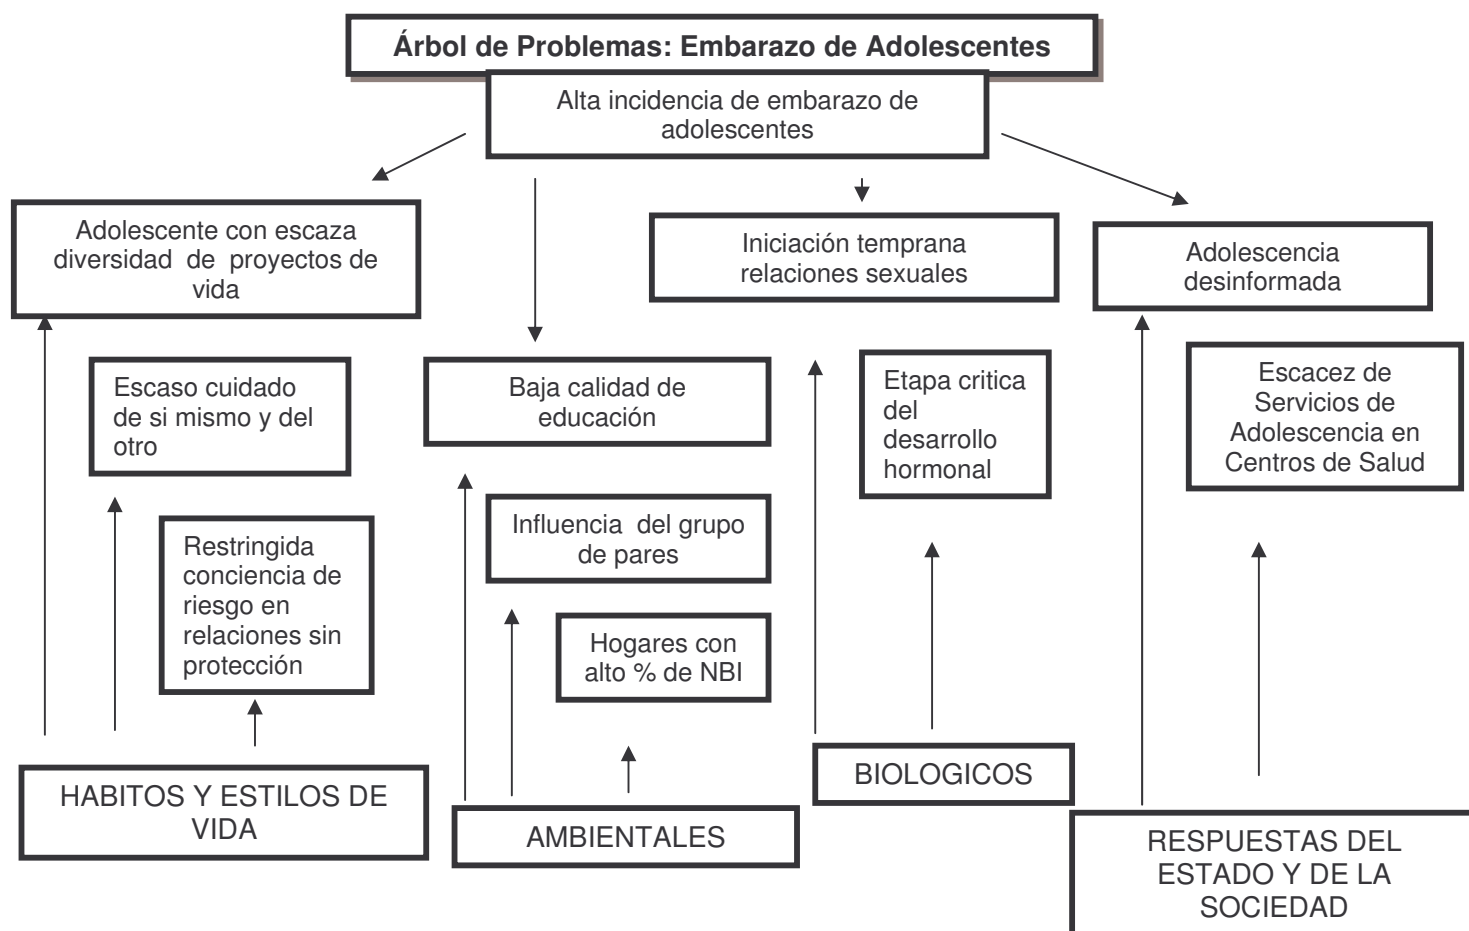 Árbol de Problemas: Embarazo de Adolescentes
Alta incidencia de embarazo de
adolescentes
Adolescente con escaza
diversidad de proyectos de
vida
Iniciación temprana
relaciones sexuales
Adolescencia
desinformada
Escaso cuidado
de si mismo y del
otro
Baja calidad de
educación
Etapa critica
del
desarrollo
hormonal
Escacez de
Servicios de
Adolescencia en
Centros de Salud
Restringida
conciencia de
riesgo en
relaciones sin
protección
Influencia del grupo
de pares
Hogares con
alto % de NBI
HABITOS Y ESTILOS DE
VIDA
AMBIENTALES
BIOLOGICOS
RESPUESTAS DEL
ESTADO Y DE LA
SOCIEDAD